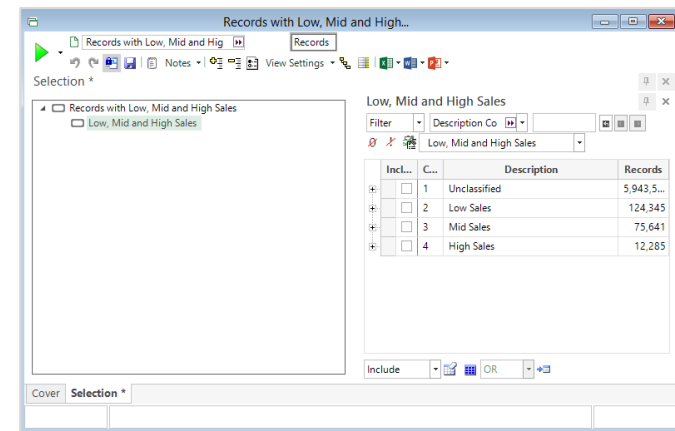 Records with Low, Mid and High...
Records with Low, Mid and Hig
Records
Notes
View Settings
Selection *
Records with Low, Mid and High Sales
Low, Mid and High Sales
Low, Mid and High Sales
Filter
Description Co
Low, Mid and High Sales
Incl... C... Description Records
1 Unclassified 5,943,5...
2 Low Sales 124,345
3 Mid Sales 75,641
4 High Sales 12,285
Include
OR
Cover Selection *